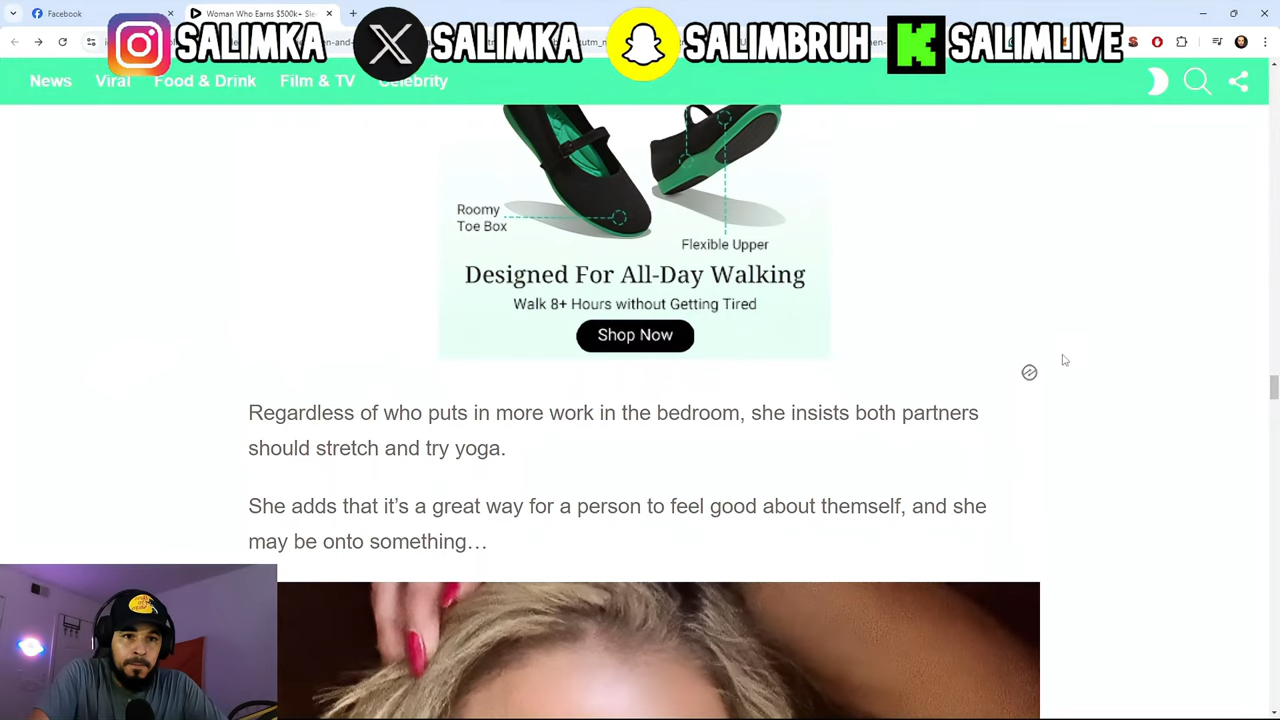 Facebook
Woman Who Earns $500k+ Sle
SALIMKA SALIMKA SALIMBRUH SALIMLIVE
News Viral Food & Drink Film & TV Celebrity
Roomy
Toe Box
Flexible Upper
Designed For All-Day Walking
Walk 8+ Hours without Getting Tired
Shop Now
Regardless of who puts in more work in the bedroom, she insists both partners
should stretch and try yoga.
She adds that it’s a great way for a person to feel good about themself, and she
may be onto something…